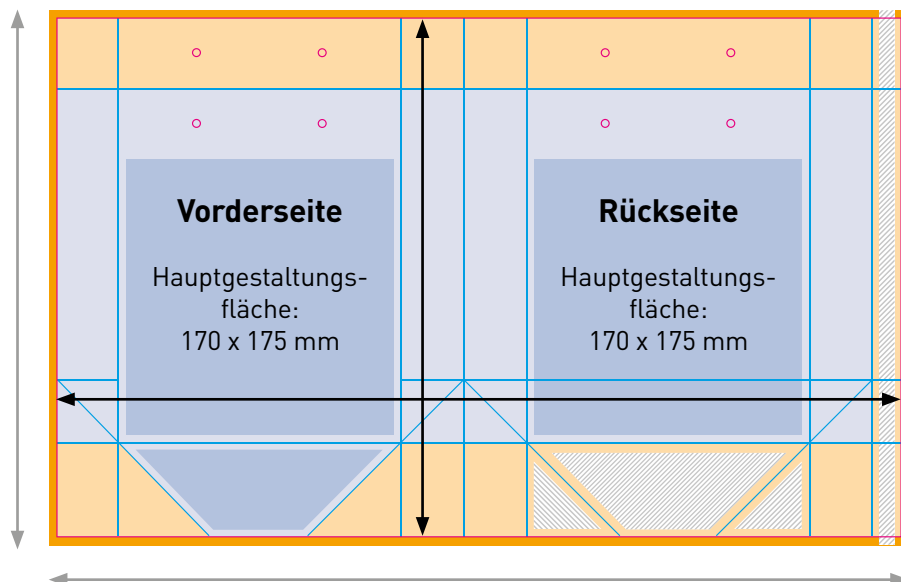 Vorderseite
Hauptgestaltungs-
fläche:
170 x 175 mm
Rückseite
Hauptgestaltungs-
fläche:
170 x 175 mm